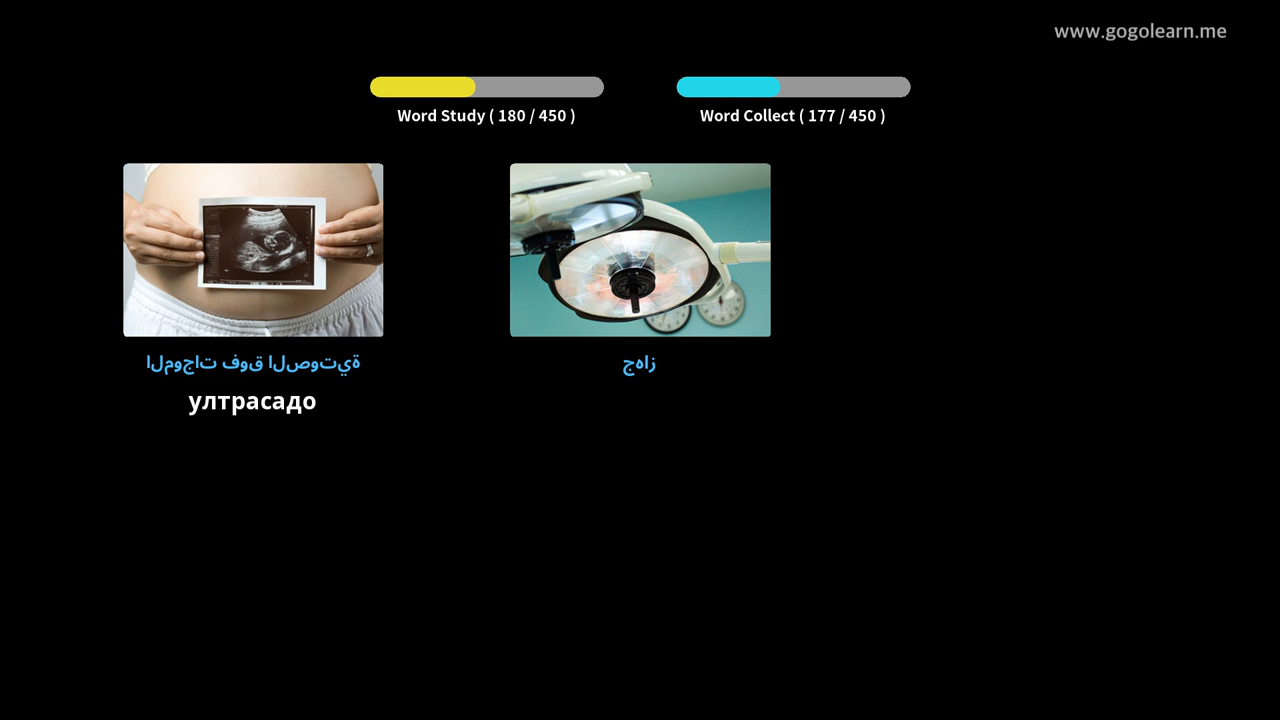 www.gogolearn.me
Word Study ( 180 / 450 )
Word Collect ( 177 / 450 )
الموجات فوق الصوتية
ултрасадо
جهاز